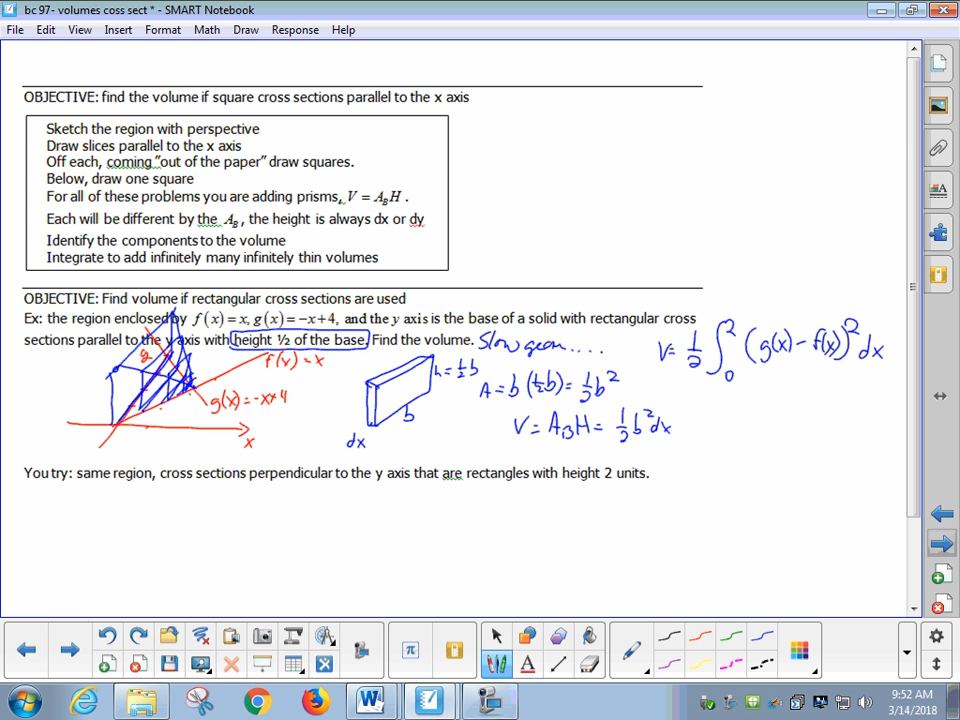 bc 97- volumes coss sect * - SMART Notebook
File Edit View Insert Format Math Draw Response Help
OBJECTIVE: find the volume if square cross sections parallel to the x axis
Sketch the region with perspective
Draw slices parallel to the x axis
Off each, coming "out of the paper" draw squares.
Below, draw one square
For all of these problems you are adding prisms, V = A_B H .
Each will be different by the A_B , the height is always dx or dy
Identify the components to the volume
Integrate to add infinitely many infinitely thin volumes
OBJECTIVE: Find volume if rectangular cross sections are used
Ex: the region enclosed by f(x) = x, g(x) = −x+4, and the y axis is the base of a solid with rectangular cross
sections parallel to the y axis with height ½ of the base. Find the volume.
Slow geom....
V= 1/2 ∫₀² (g(x) − f(x))² dx
g
f(x) = x
h = 1/2 b
A = b (1/2 b) = 1/2 b²
g(x) = -x+4
b
V = A_B H = 1/2 b² dx
x
dx
You try: same region, cross sections perpendicular to the y axis that are rectangles with height 2 units.
π
A
9:52 AM
3/14/2018